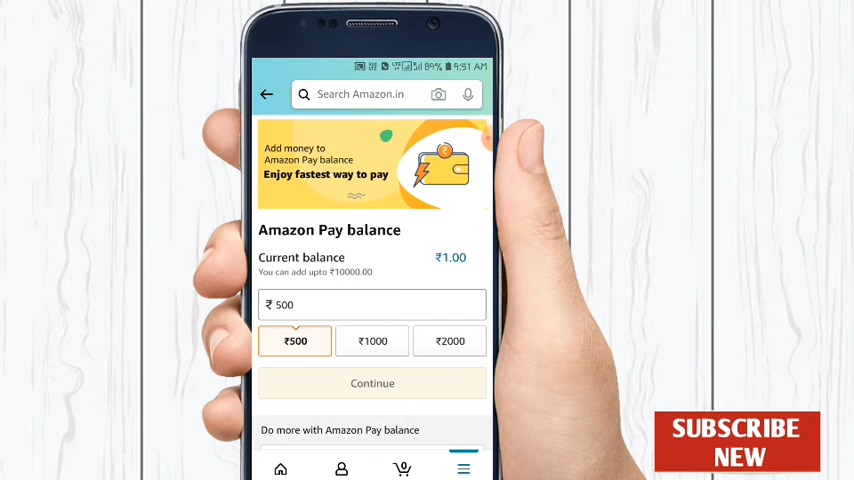 89% 9:51 AM
Search Amazon.in
Add money to
Amazon Pay balance
Enjoy fastest way to pay
Amazon Pay balance
Current balance ₹1.00
You can add upto ₹10000.00
₹ 500
₹500 ₹1000 ₹2000
Continue
Do more with Amazon Pay balance
0
SUBSCRIBE
NEW